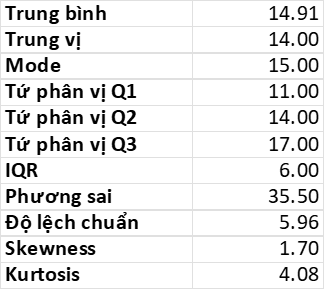 Trung bình 14.91
Trung vị 14.00
Mode 15.00
Tứ phân vị Q1 11.00
Tứ phân vị Q2 14.00
Tứ phân vị Q3 17.00
IQR 6.00
Phương sai 35.50
Độ lệch chuẩn 5.96
Skewness 1.70
Kurtosis 4.08